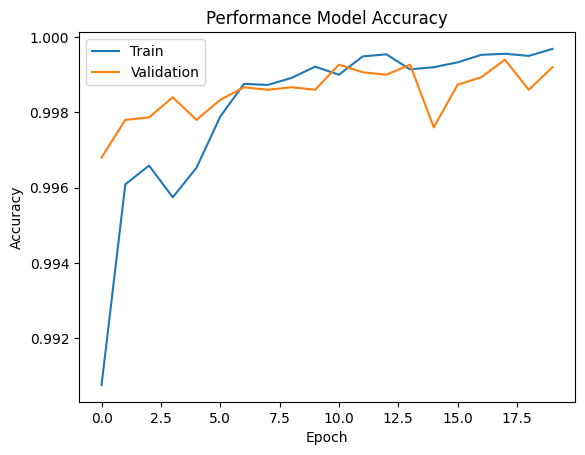 Performance Model Accuracy
Train
Validation
1.000
0.998
0.996
0.994
0.992
Accuracy
0.0 2.5 5.0 7.5 10.0 12.5 15.0 17.5
Epoch